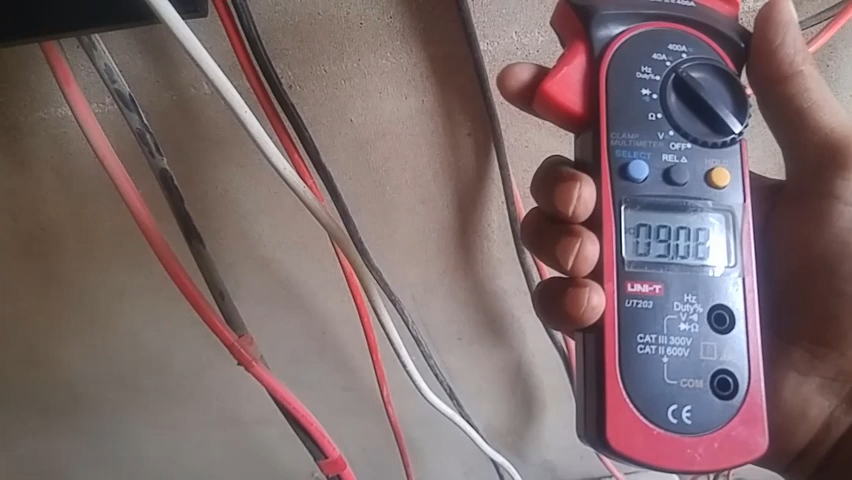 400A
40A
Hz
Duty%
Ω
V
OFF
CLAMP
MULTIMETER
SELECT
REL Δ
HOLD
09.02
UNI-T
UT203
Hz
Duty%
V
Ω
CAT III 300V
CAT II 600V
COM
CE